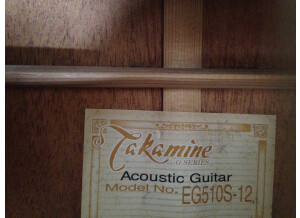 Takamine
G SERIES
Acoustic Guitar
Model No. EG510S-12,